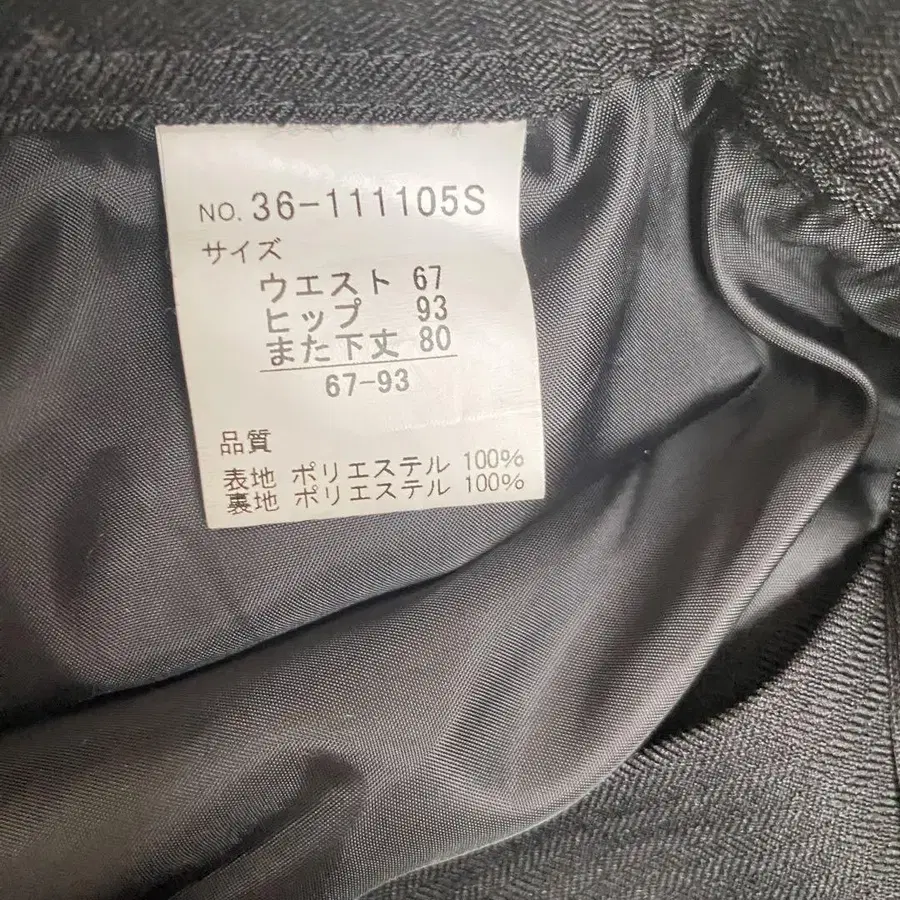 NO. 36-111105S
サイズ
ウエスト 67
ヒップ 93
また下丈 80
67-93
品質
表地 ポリエステル 100%
裏地 ポリエステル 100%